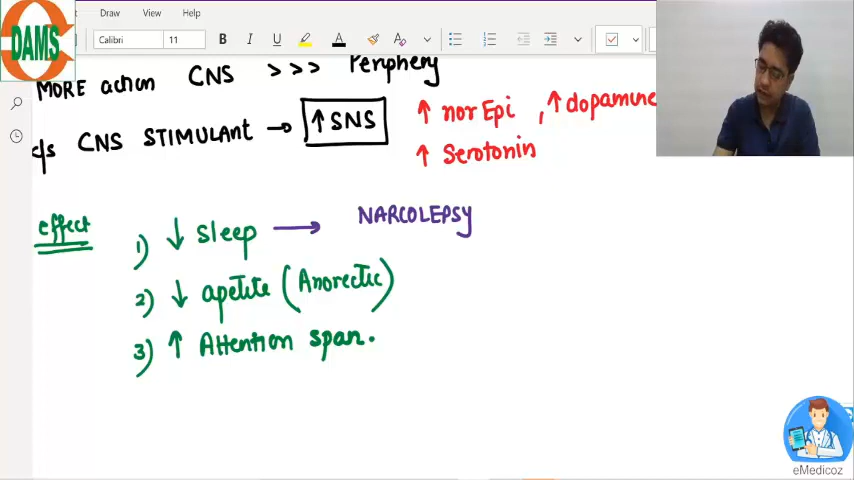 DAMS
Draw View Window Help
Calibri 11 B I U A
MORE action CNS >>> Periphery
c/s CNS STIMULANT → ↑ SNS ↑ nor Epi , ↑ dopamine
↑ Serotonin
effect
1) ↓ sleep → NARCOLEPSY
2) ↓ apetite (Anorectic)
3) ↑ Attention span.
eMedicoz